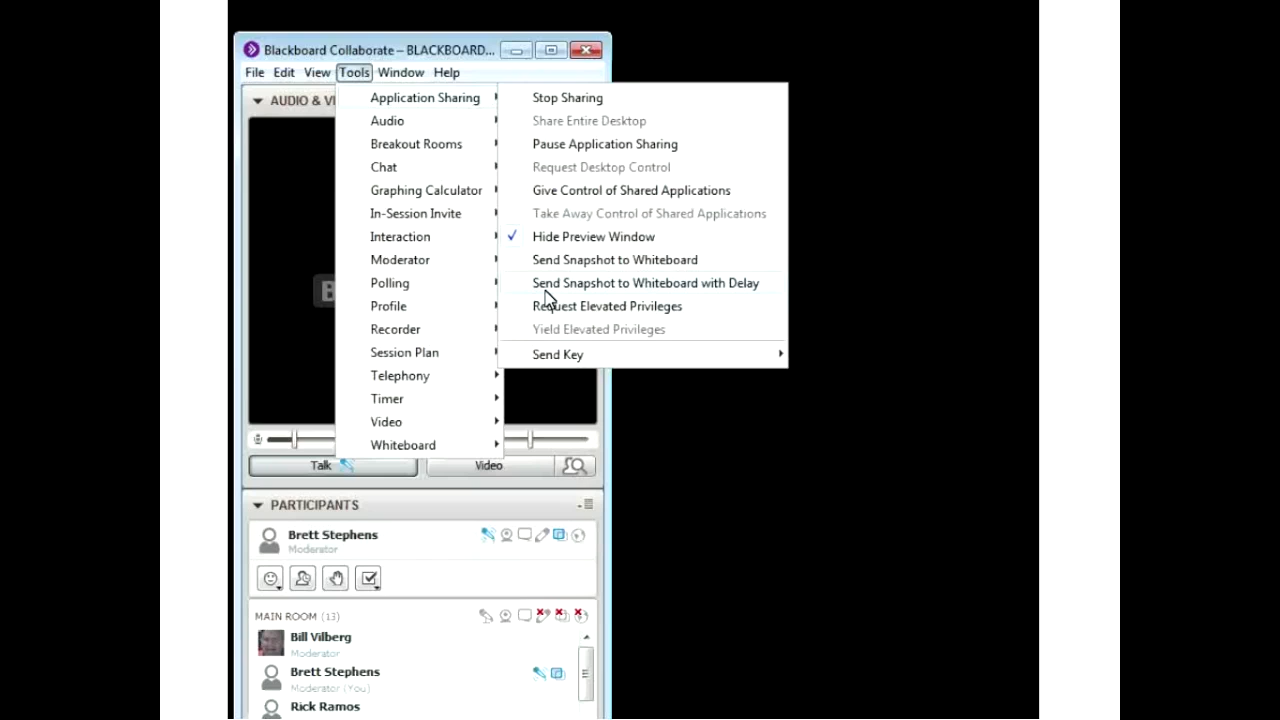 Blackboard Collaborate – BLACKBOARD...
File Edit View Tools Window Help
AUDIO & VI
Application Sharing
Audio
Breakout Rooms
Chat
Graphing Calculator
In-Session Invite
Interaction
Moderator
Polling
Profile
Recorder
Session Plan
Telephony
Timer
Video
Whiteboard
Stop Sharing
Share Entire Desktop
Pause Application Sharing
Request Desktop Control
Give Control of Shared Applications
Take Away Control of Shared Applications
Hide Preview Window
Send Snapshot to Whiteboard
Send Snapshot to Whiteboard with Delay
Request Elevated Privileges
Yield Elevated Privileges
Send Key
B
Talk
Video
PARTICIPANTS
Brett Stephens
Moderator
MAIN ROOM (13)
Bill Vilberg
Moderator
Brett Stephens
Moderator (You)
Rick Ramos